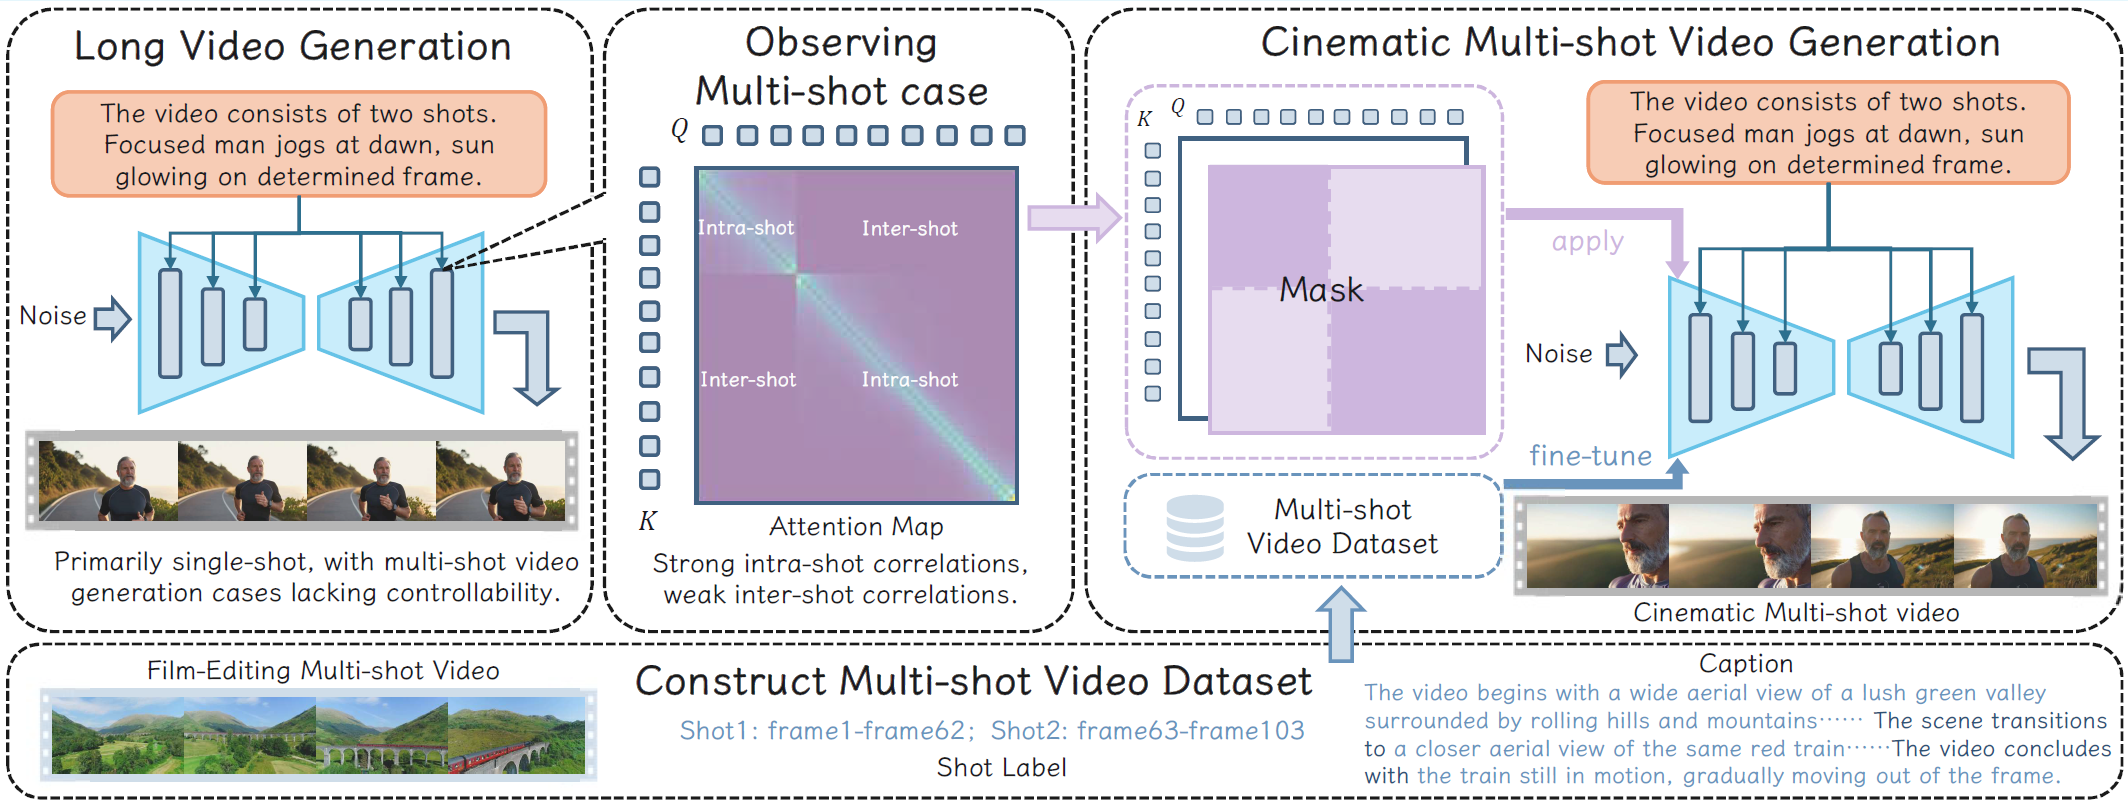 Long Video Generation
The video consists of two shots.
Focused man jogs at dawn, sun
glowing on determined frame.
Noise
Primarily single-shot, with multi-shot video
generation cases lacking controllability.
Observing
Multi-shot case
Q
Intra-shot
Inter-shot
Inter-shot
Intra-shot
K
Attention Map
Strong intra-shot correlations,
weak inter-shot correlations.
Cinematic Multi-shot Video Generation
Q
K
Mask
The video consists of two shots.
Focused man jogs at dawn, sun
glowing on determined frame.
apply
Noise
fine-tune
Multi-shot
Video Dataset
Cinematic Multi-shot video
Film-Editing Multi-shot Video
Construct Multi-shot Video Dataset
Shot1: frame1-frame62; Shot2: frame63-frame103
Shot Label
Caption
The video begins with a wide aerial view of a lush green valley
surrounded by rolling hills and mountains⋯⋯ The scene transitions
to a closer aerial view of the same red train⋯⋯The video concludes
with the train still in motion, gradually moving out of the frame.